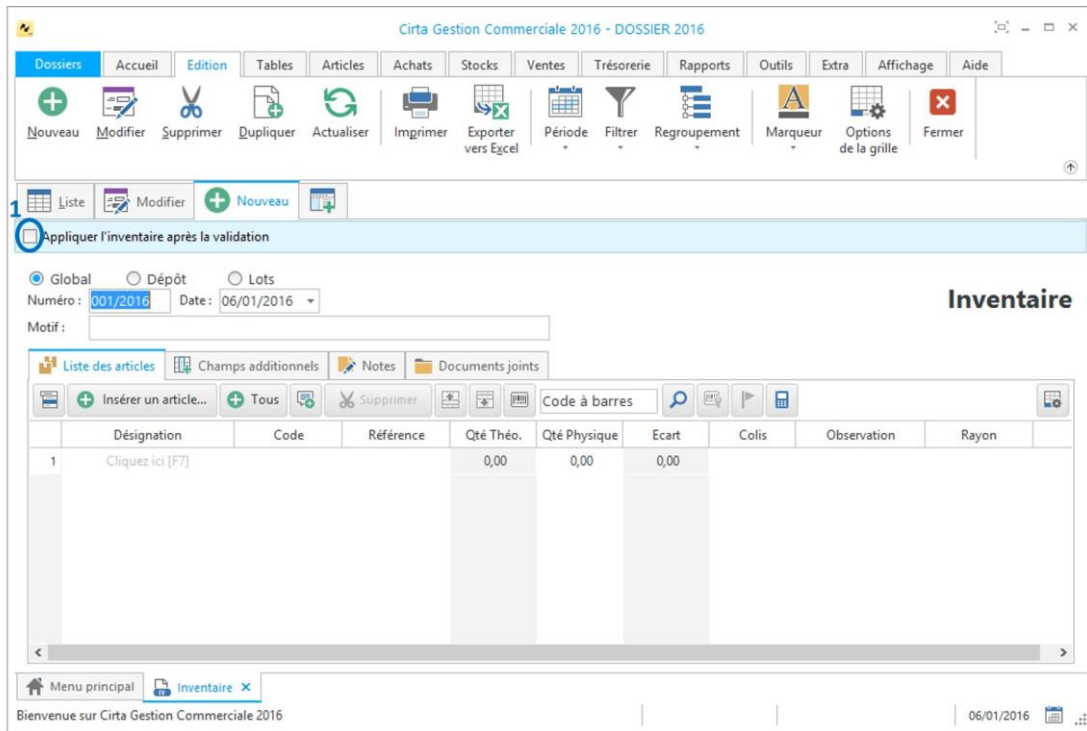 Cirta Gestion Commerciale 2016 - DOSSIER 2016
Dossiers Accueil Edition Tables Articles Achats Stocks Ventes Trésorerie Rapports Outils Extra Affichage Aide
Nouveau Modifier Supprimer Dupliquer Actualiser Imprimer Exporter vers Excel Période Filtrer Regroupement Marqueur Options de la grille Fermer
Liste Modifier Nouveau
1
Appliquer l'inventaire après la validation
Global Dépôt Lots
Numéro : 001/2016 Date : 06/01/2016
Inventaire
Motif :
Liste des articles Champs additionnels Notes Documents joints
Insérer un article... Tous Supprimer Code à barres
Désignation Code Référence Qté Théo. Qté Physique Ecart Colis Observation Rayon
1 Cliquez ici [F7] 0,00 0,00 0,00
Menu principal Inventaire
Bienvenue sur Cirta Gestion Commerciale 2016 06/01/2016